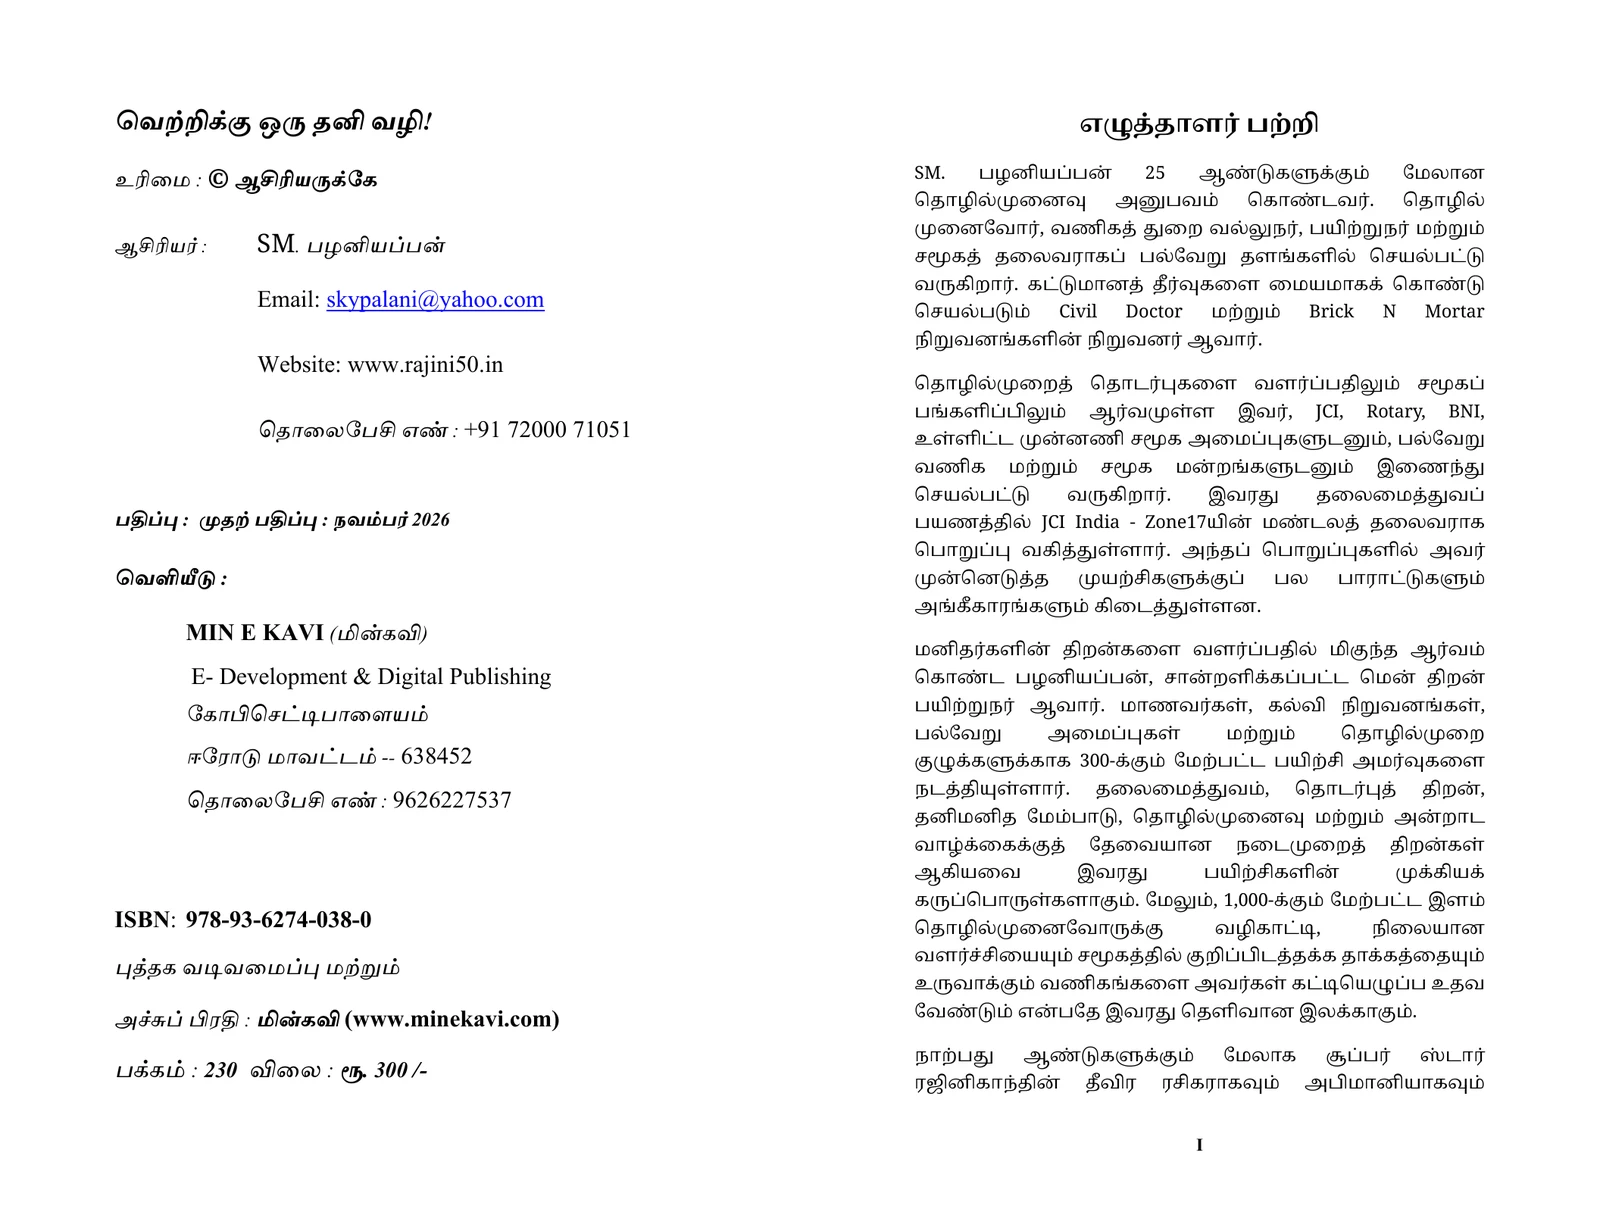 வெற்றிக்கு ஒரு தனி வழி!
உரிமை : © ஆசிரியருக்கே
ஆசிரியர் : SM. பழனியப்பன்
Email: skypalani@yahoo.com
Website: www.rajini50.in
தொலைபேசி எண் : +91 72000 71051
பதிப்பு : முதற் பதிப்பு : நவம்பர் 2026
வெளியீடு :
MIN E KAVI (மின்கவி)
E- Development & Digital Publishing
கோபிசெட்டிபாளையம்
ஈரோடு மாவட்டம் -- 638452
தொலைபேசி எண் : 9626227537
ISBN: 978-93-6274-038-0
புத்தக வடிவமைப்பு மற்றும்
அச்சுப் பிரதி : மின்கவி (www.minekavi.com)
பக்கம் : 230 விலை : ரூ. 300 /-
எழுத்தாளர் பற்றி
SM. பழனியப்பன் 25 ஆண்டுகளுக்கும் மேலான
தொழில்முனைவு அனுபவம் கொண்டவர். தொழில்
முனைவோர், வணிகத் துறை வல்லுநர், பயிற்றுநர் மற்றும்
சமூகத் தலைவராகப் பல்வேறு தளங்களில் செயல்பட்டு
வருகிறார். கட்டுமானத் தீர்வுகளை மையமாகக் கொண்டு
செயல்படும் Civil Doctor மற்றும் Brick N Mortar
நிறுவனங்களின் நிறுவனர் ஆவார்.
தொழில்முறைத் தொடர்புகளை வளர்ப்பதிலும் சமூகப்
பங்களிப்பிலும் ஆர்வமுள்ள இவர், JCI, Rotary, BNI,
உள்ளிட்ட முன்னணி சமூக அமைப்புகளுடனும், பல்வேறு
வணிக மற்றும் சமூக மன்றங்களுடனும் இணைந்து
செயல்பட்டு வருகிறார். இவரது தலைமைத்துவப்
பயணத்தில் JCI India - Zone17யின் மண்டலத் தலைவராக
பொறுப்பு வகித்துள்ளார். அந்தப் பொறுப்புகளில் அவர்
முன்னெடுத்த முயற்சிகளுக்குப் பல பாராட்டுகளும்
அங்கீகாரங்களும் கிடைத்துள்ளன.
மனிதர்களின் திறன்களை வளர்ப்பதில் மிகுந்த ஆர்வம்
கொண்ட பழனியப்பன், சான்றளிக்கப்பட்ட மென் திறன்
பயிற்றுநர் ஆவார். மாணவர்கள், கல்வி நிறுவனங்கள்,
பல்வேறு அமைப்புகள் மற்றும் தொழில்முறை
குழுக்களுக்காக 300-க்கும் மேற்பட்ட பயிற்சி அமர்வுகளை
நடத்தியுள்ளார். தலைமைத்துவம், தொடர்புத் திறன்,
தனிமனித மேம்பாடு, தொழில்முனைவு மற்றும் அன்றாட
வாழ்க்கைக்குத் தேவையான நடைமுறைத் திறன்கள்
ஆகியவை இவரது பயிற்சிகளின் முக்கியக்
கருப்பொருள்களாகும். மேலும், 1,000-க்கும் மேற்பட்ட இளம்
தொழில்முனைவோருக்கு வழிகாட்டி, நிலையான
வளர்ச்சியையும் சமூகத்தில் குறிப்பிடத்தக்க தாக்கத்தையும்
உருவாக்கும் வணிகங்களை அவர்கள் கட்டியெழுப்ப உதவ
வேண்டும் என்பதே இவரது தெளிவான இலக்காகும்.
நாற்பது ஆண்டுகளுக்கும் மேலாக சூப்பர் ஸ்டார்
ரஜினிகாந்தின் தீவிர ரசிகராகவும் அபிமானியாகவும்
I